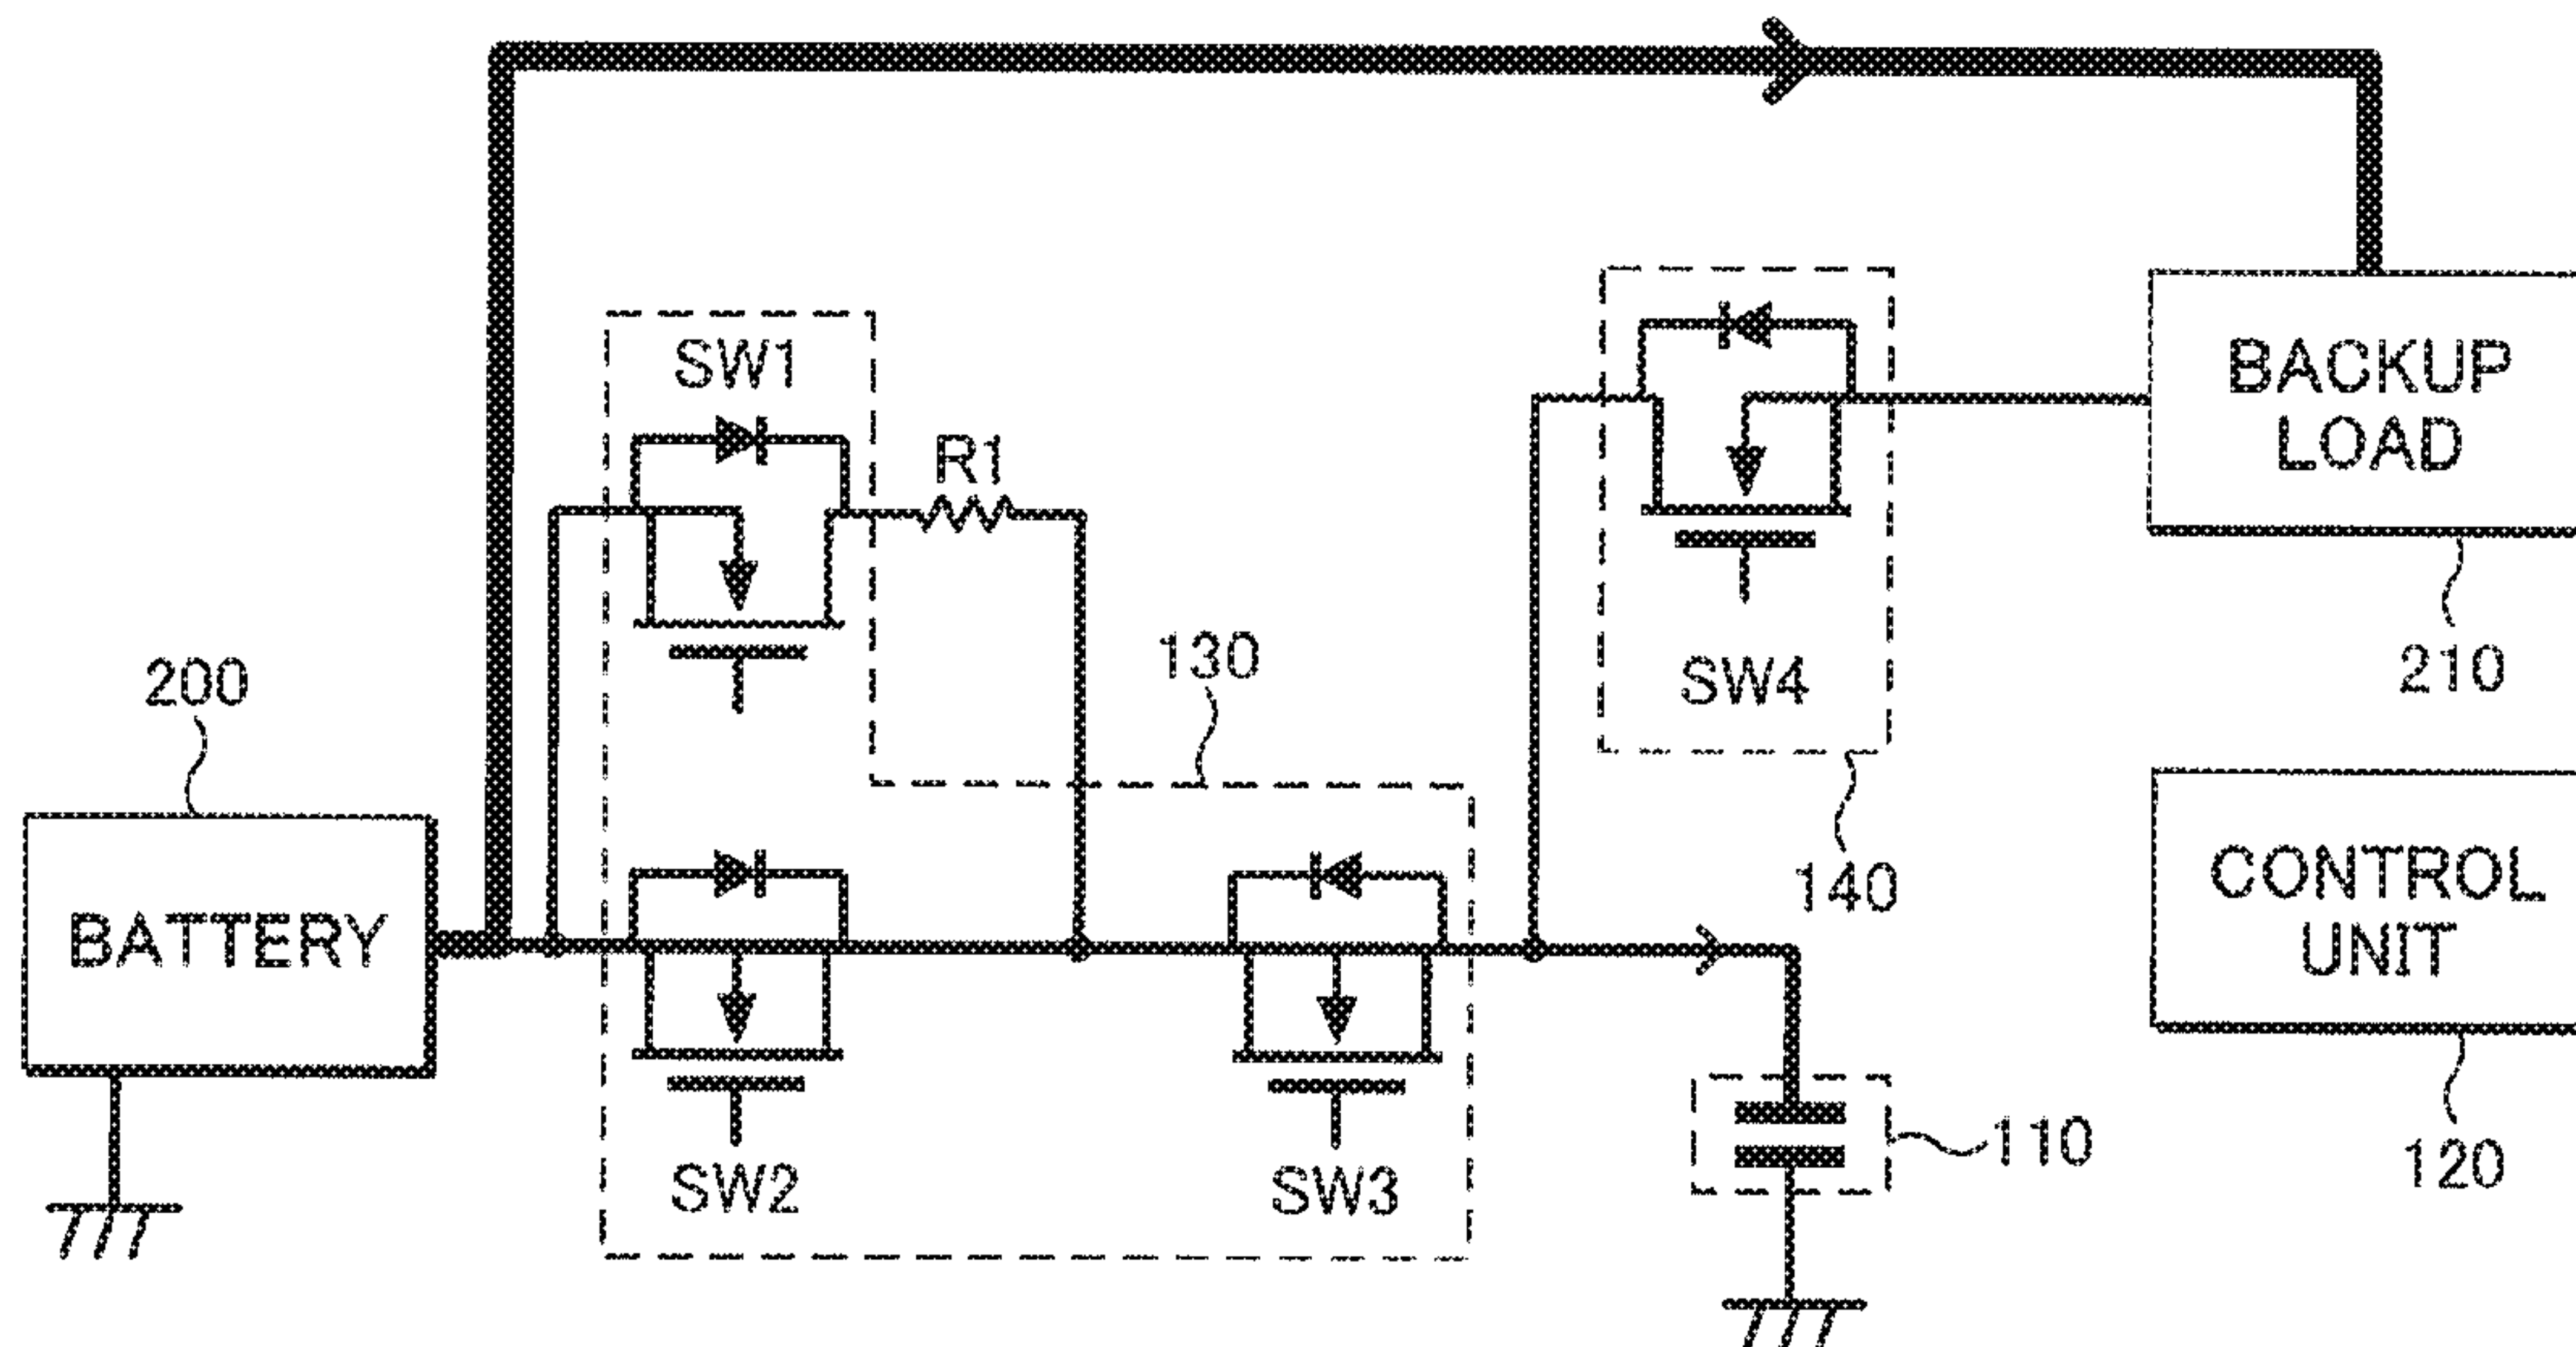 SW1
R1
BACKUP
LOAD
200
130
SW4
210
BATTERY
140
CONTROL
UNIT
SW2
SW3
110
120